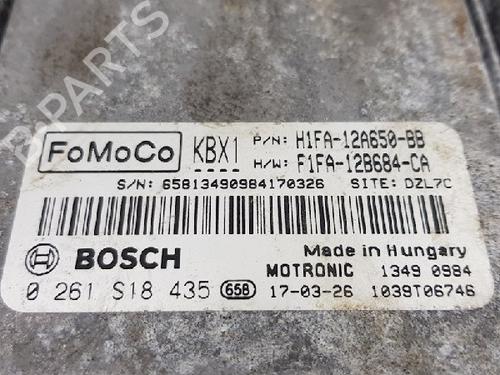 FoMoCo KBX1 P/N: H1FA-12A650-BB
H/W: F1FA-12B684-CA
S/N: 65813490984170326 SITE: DZL7C
BOSCH Made in Hungary
MOTRONIC 1349 0984
0 261 S18 435 658 17-03-26 1039T06746
B-PARTS